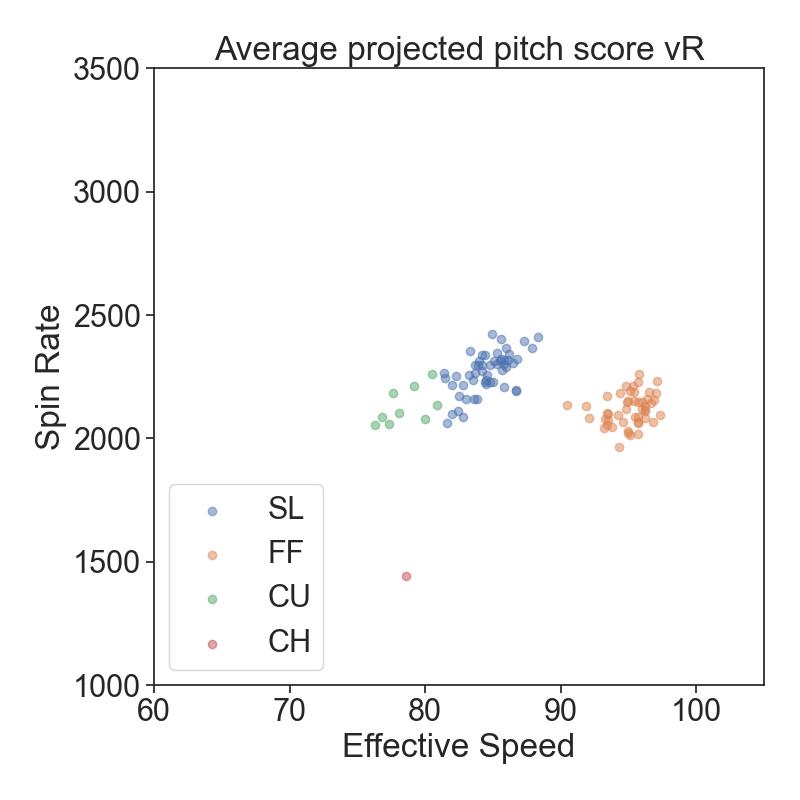 Average projected pitch score vR
3500
3000
2500
2000
1500
1000
Spin Rate
SL
FF
CU
CH
60 70 80 90 100
Effective Speed